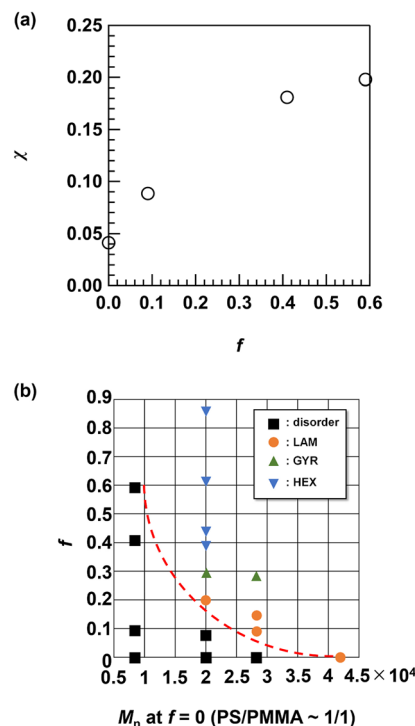 (a)
0.25
0.20
0.15
χ
0.10
0.05
0.00
0.0 0.1 0.2 0.3 0.4 0.5 0.6
f
(b)
0.9
0.8
0.7
0.6
f 0.5
0.4
0.3
0.2
0.1
0
: disorder
: LAM
: GYR
: HEX
0.5 1 1.5 2 2.5 3 3.5 4 4.5 × 10⁴
Mₙ at f = 0 (PS/PMMA ~ 1/1)